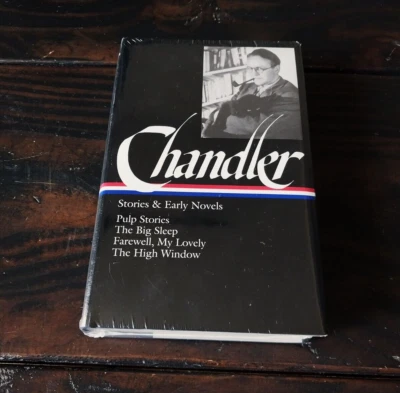 Chandler
Stories & Early Novels
Pulp Stories
The Big Sleep
Farewell, My Lovely
The High Window